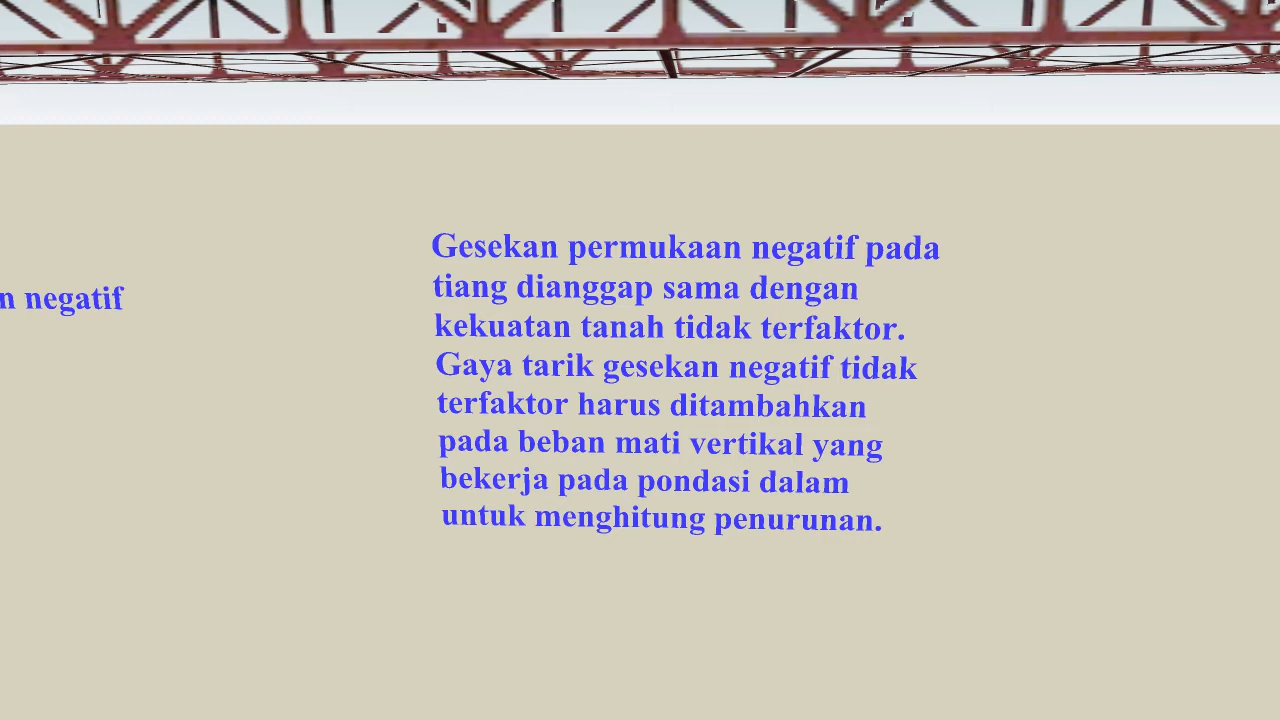 negatif
Gesekan permukaan negatif pada
tiang dianggap sama dengan
kekuatan tanah tidak terfaktor.
Gaya tarik gesekan negatif tidak
terfaktor harus ditambahkan
pada beban mati vertikal yang
bekerja pada pondasi dalam
untuk menghitung penurunan.